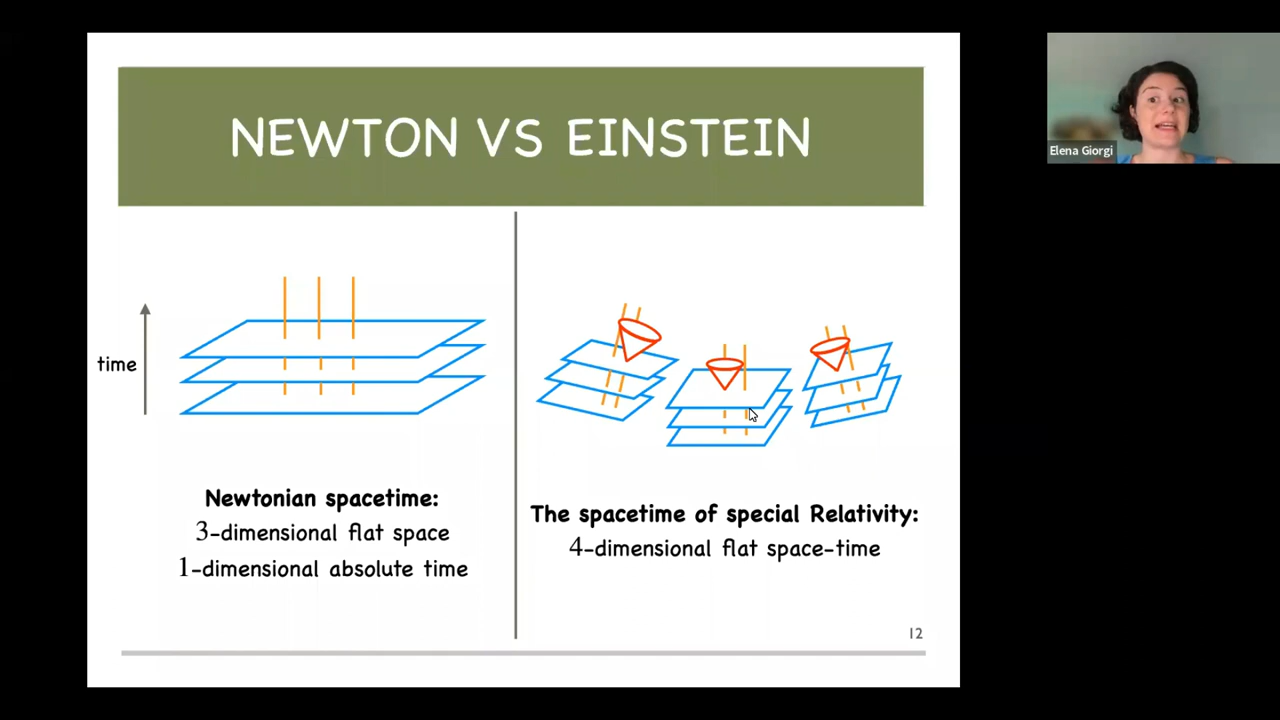 NEWTON VS EINSTEIN
Elena Giorgi
time
Newtonian spacetime:
3-dimensional flat space
1-dimensional absolute time
The spacetime of special Relativity:
4-dimensional flat space-time
12